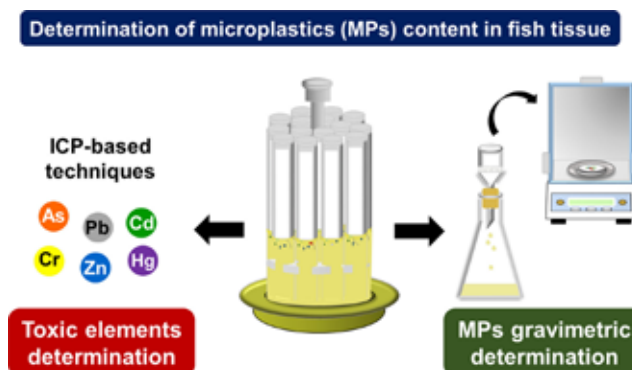 Determination of microplastics (MPs) content in fish tissue
ICP-based
techniques
As
Pb
Cd
Cr
Zn
Hg
Toxic elements
determination
MPs gravimetric
determination